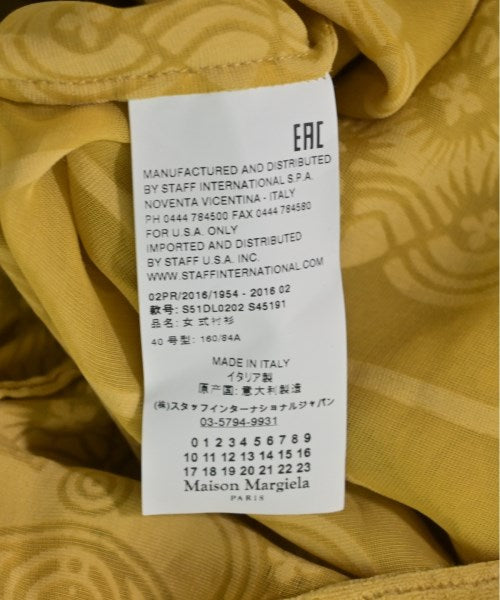 EAC
MANUFACTURED AND DISTRIBUTED
BY STAFF INTERNATIONAL S.P.A.
NOVENTA VICENTINA - ITALY
PH 0444 784500 FAX 0444 784580
FOR U.S.A. ONLY
IMPORTED AND DISTRIBUTED
BY STAFF U.S.A. INC.
WWW.STAFFINTERNATIONAL.COM
02PR/2016/1954 - 2016 02
款号: S51DL0202 S45191
品名: 女式衬衫
40 号型: 160/84A
MADE IN ITALY
イタリア製
原产国: 意大利製造
(株)スタッフインターナショナルジャパン
03-5794-9931
0 1 2 3 4 5 6 7 8 9
10 11 12 13 14 15 16
17 18 19 20 21 22 23
Maison Margiela
PARIS